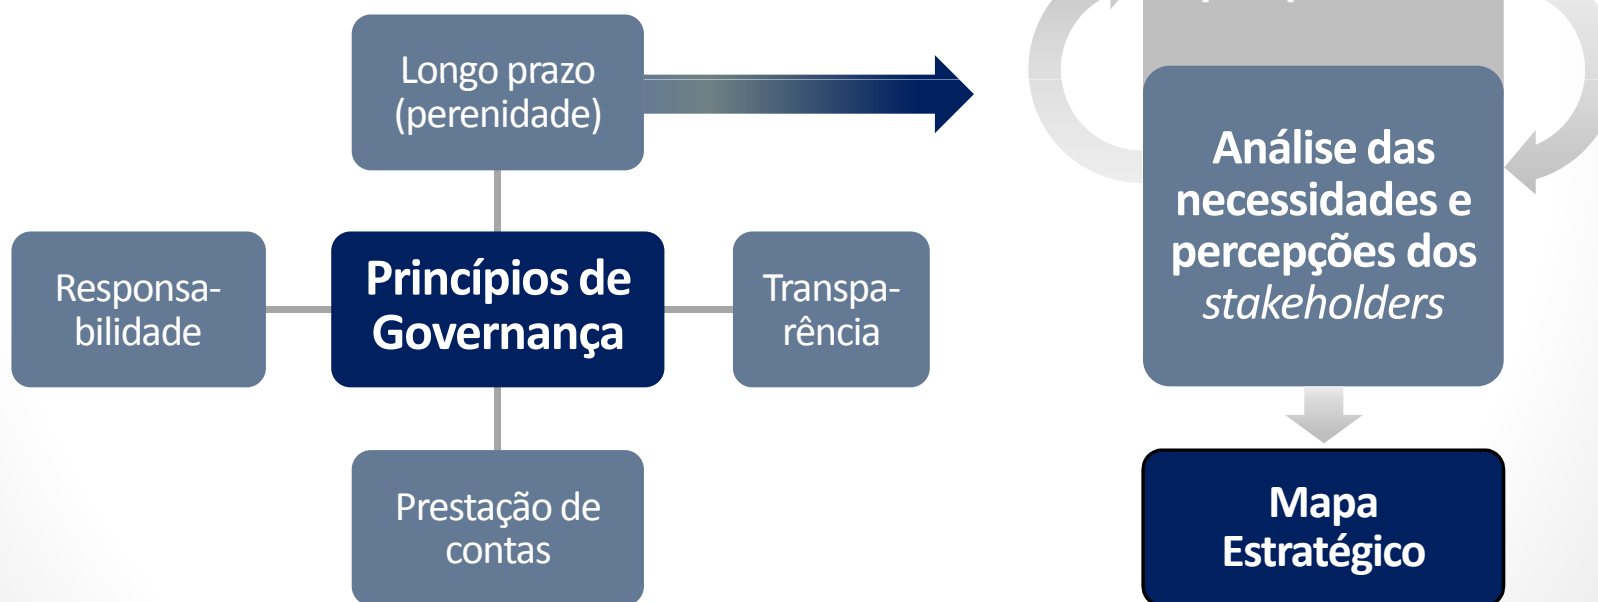 Longo prazo
(perenidade)
Responsa-
bilidade
Princípios de
Governança
Transpa-
rência
Prestação de
contas
Análise das
necessidades e
percepções dos
stakeholders
Mapa
Estratégico